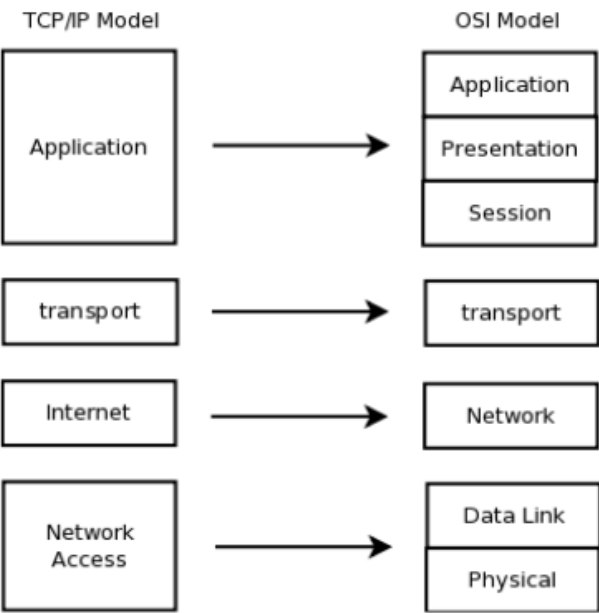 TCP/IP Model
OSI Model
Application
Application
Presentation
Session
transport
transport
Internet
Network
Network
Access
Data Link
Physical